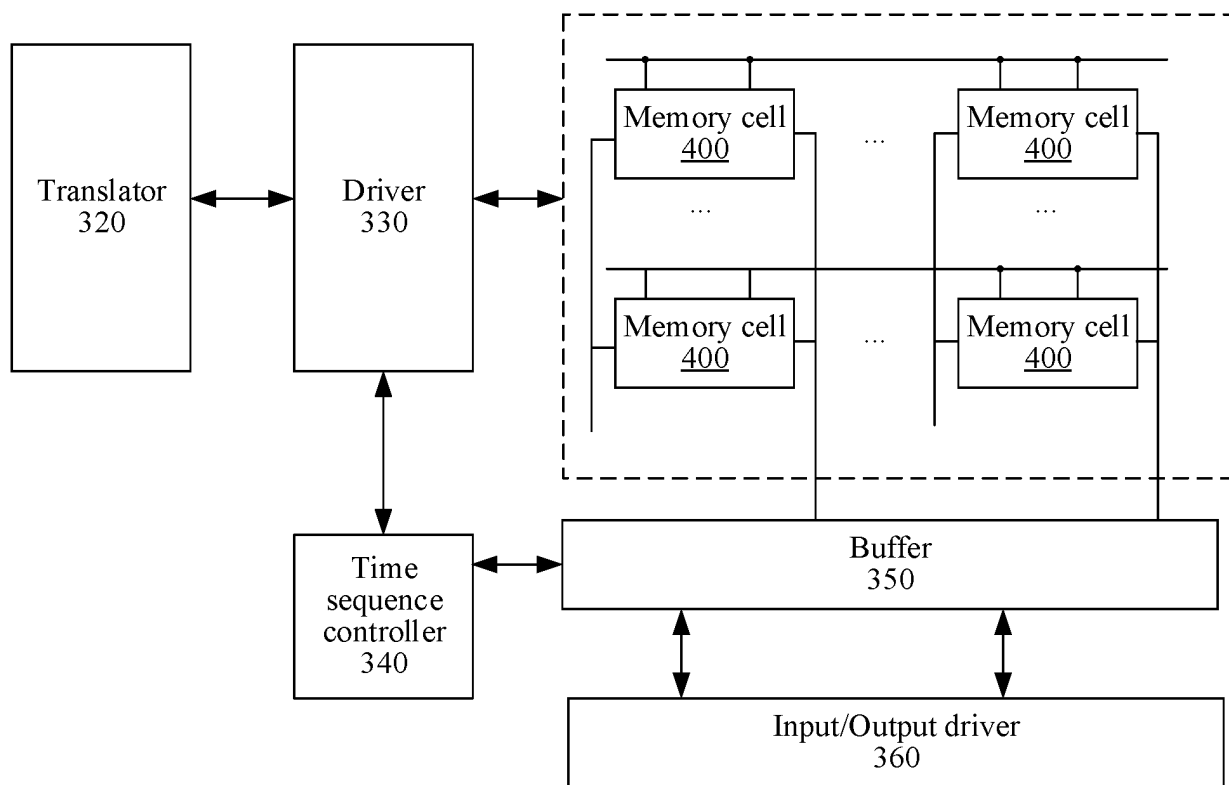 Translator
320
Driver
330
Memory cell
400
...
Memory cell
400
...
...
Memory cell
400
...
Memory cell
400
Time
sequence
controller
340
Buffer
350
Input/Output driver
360